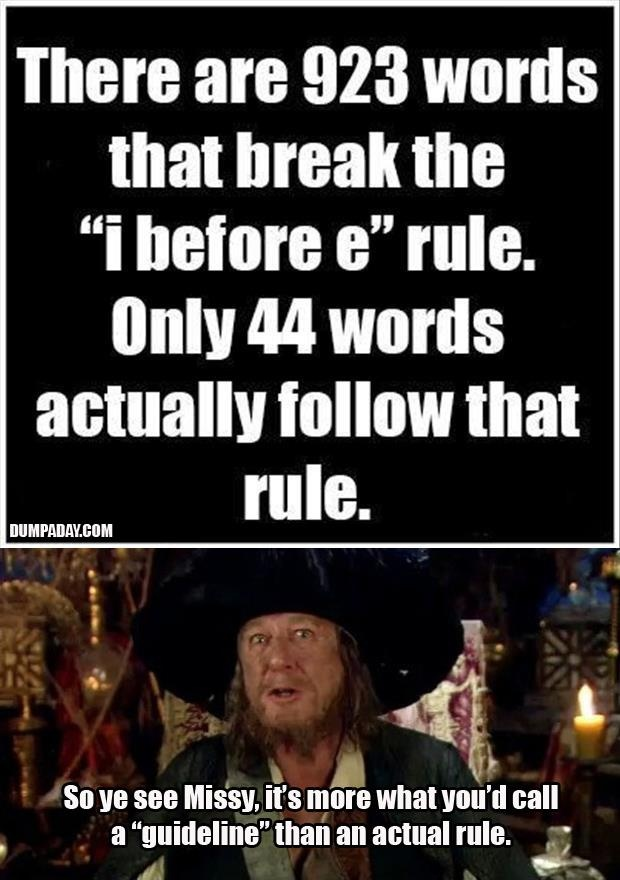 There are 923 words
that break the
“i before e” rule.
Only 44 words
actually follow that
rule.
DUMPADAY.COM
So ye see Missy, it's more what you'd call
a “guideline” than an actual rule.